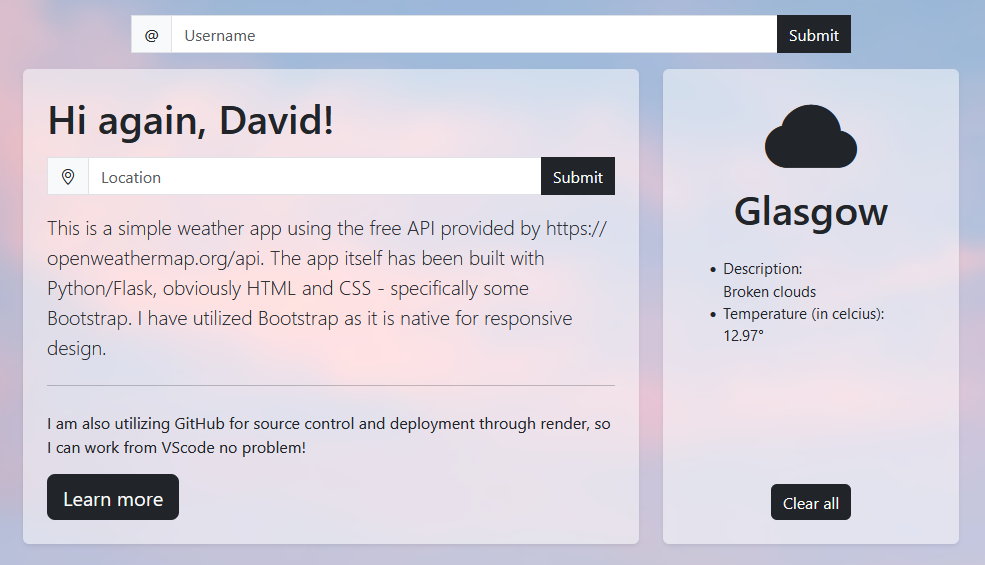 @ Username Submit
Hi again, David!
Location Submit
This is a simple weather app using the free API provided by https://
openweathermap.org/api. The app itself has been built with
Python/Flask, obviously HTML and CSS - specifically some
Bootstrap. I have utilized Bootstrap as it is native for responsive
design.
I am also utilizing GitHub for source control and deployment through render, so
I can work from VScode no problem!
Learn more
Glasgow
• Description:
Broken clouds
• Temperature (in celcius):
12.97°
Clear all